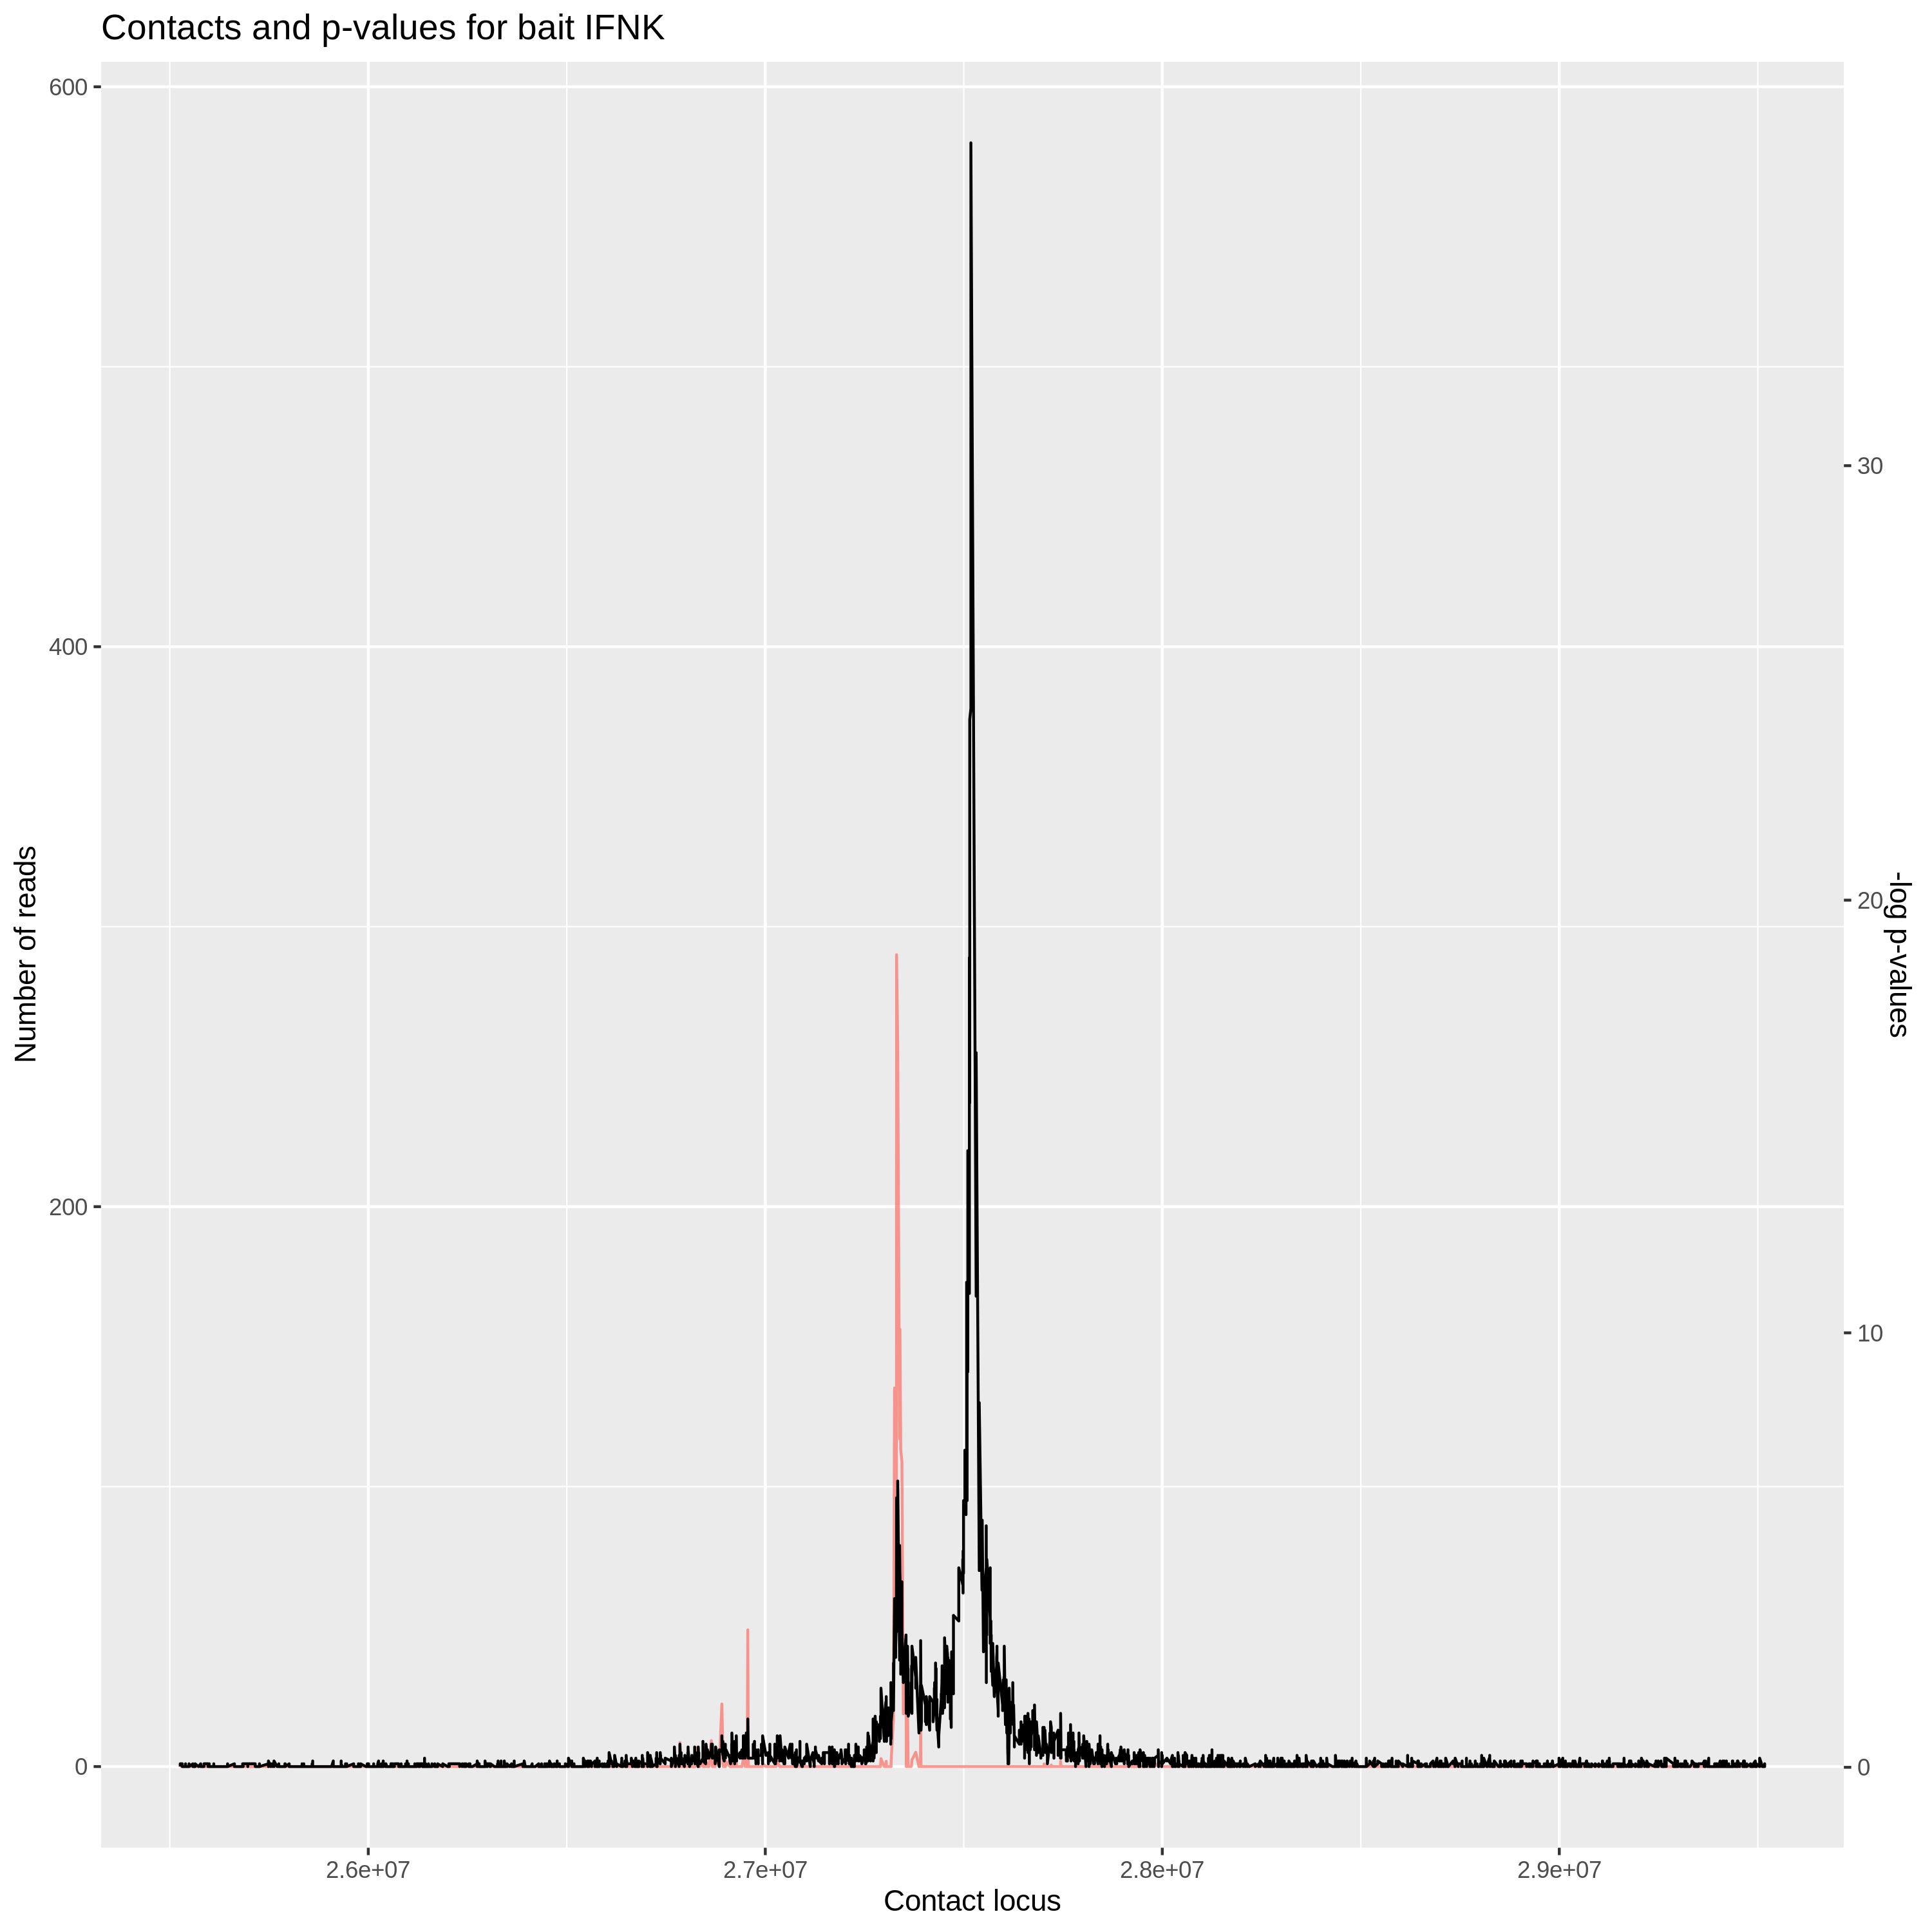 Contacts and p-values for bait IFNK
600
400
200
0
Number of reads
30
20
10
0
-log p-values
2.6e+07
2.7e+07
2.8e+07
2.9e+07
Contact locus